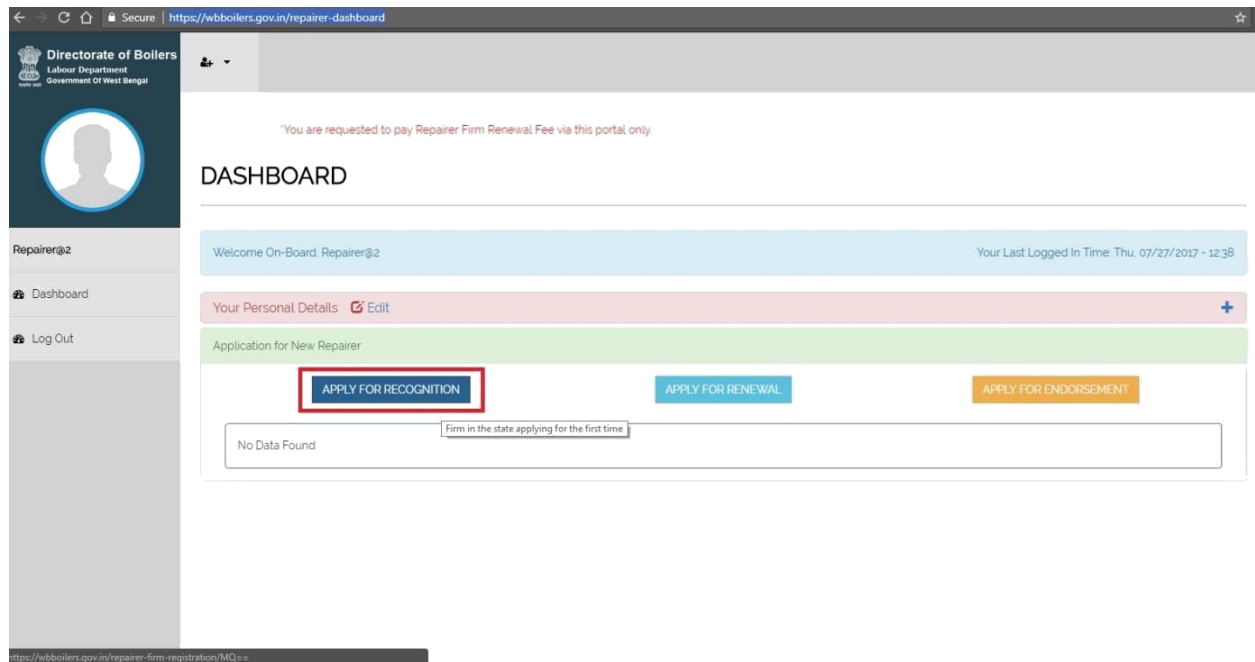 Secure | https://wbboilers.gov.in/repairer-dashboard
Directorate of Boilers
Labour Department
Government Of West Bengal
*You are requested to pay Repairer Firm Renewal Fee via this portal only.
DASHBOARD
Repairer@2
Welcome On-Board, Repairer@2 Your Last Logged In Time: Thu, 07/27/2017 - 12:38
Dashboard
Your Personal Details Edit
Log Out
Application for New Repairer
APPLY FOR RECOGNITION APPLY FOR RENEWAL APPLY FOR ENDORSEMENT
Firm in the state applying for the first time
No Data Found
https://wbboilers.gov.in/repairer-firm-registration/MQ==